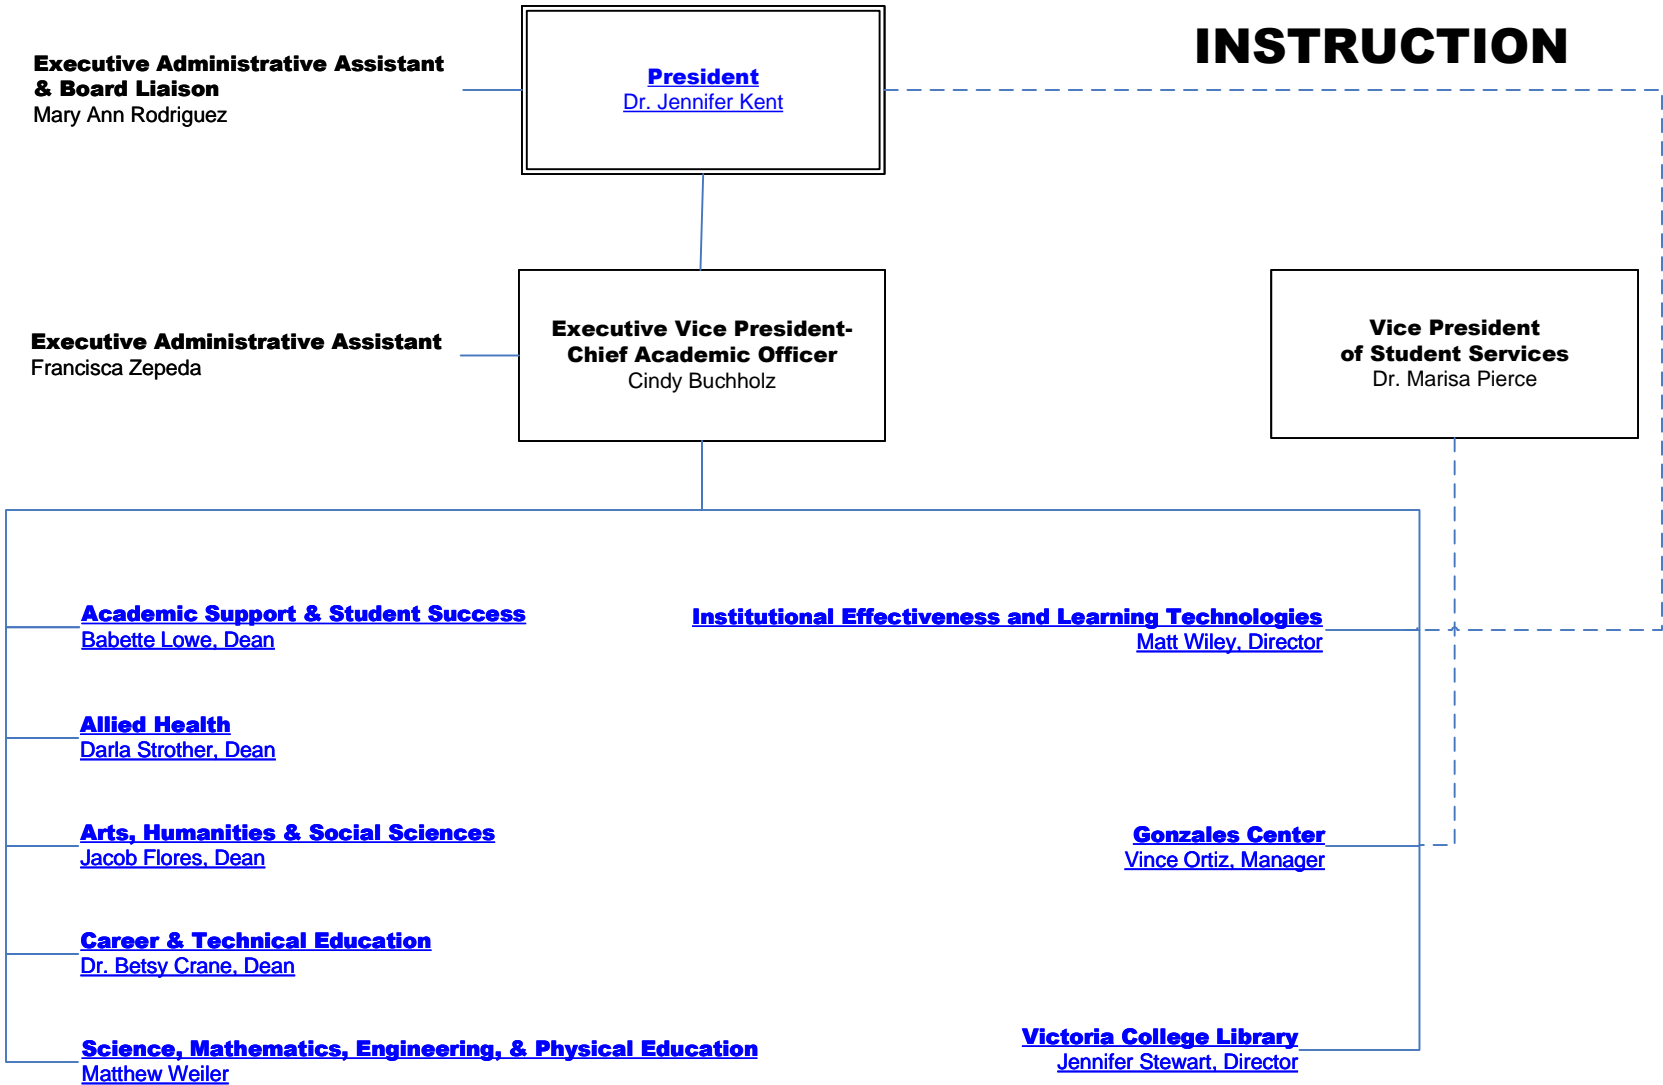 INSTRUCTION
Executive Administrative Assistant
& Board Liaison
Mary Ann Rodriguez
President
Dr. Jennifer Kent
Executive Administrative Assistant
Francisca Zepeda
Executive Vice President-
Chief Academic Officer
Cindy Buchholz
Vice President
of Student Services
Dr. Marisa Pierce
Academic Support & Student Success
Babette Lowe, Dean
Allied Health
Darla Strother, Dean
Arts, Humanities & Social Sciences
Jacob Flores, Dean
Career & Technical Education
Dr. Betsy Crane, Dean
Science, Mathematics, Engineering, & Physical Education
Matthew Weiler
Institutional Effectiveness and Learning Technologies
Matt Wiley, Director
Gonzales Center
Vince Ortiz, Manager
Victoria College Library
Jennifer Stewart, Director